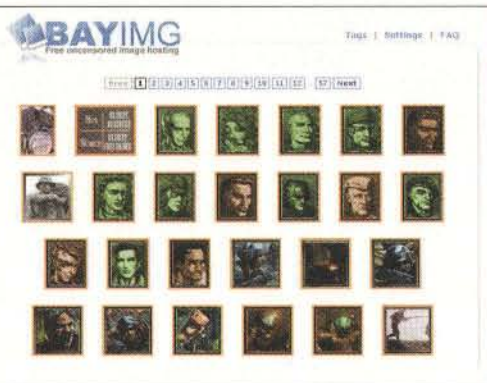 BAYIMG
Free uncensored image hosting
Tags | Settings | FAQ
Prev 1 2 3 4 5 6 7 8 9 10 11 12 ... 57 Next